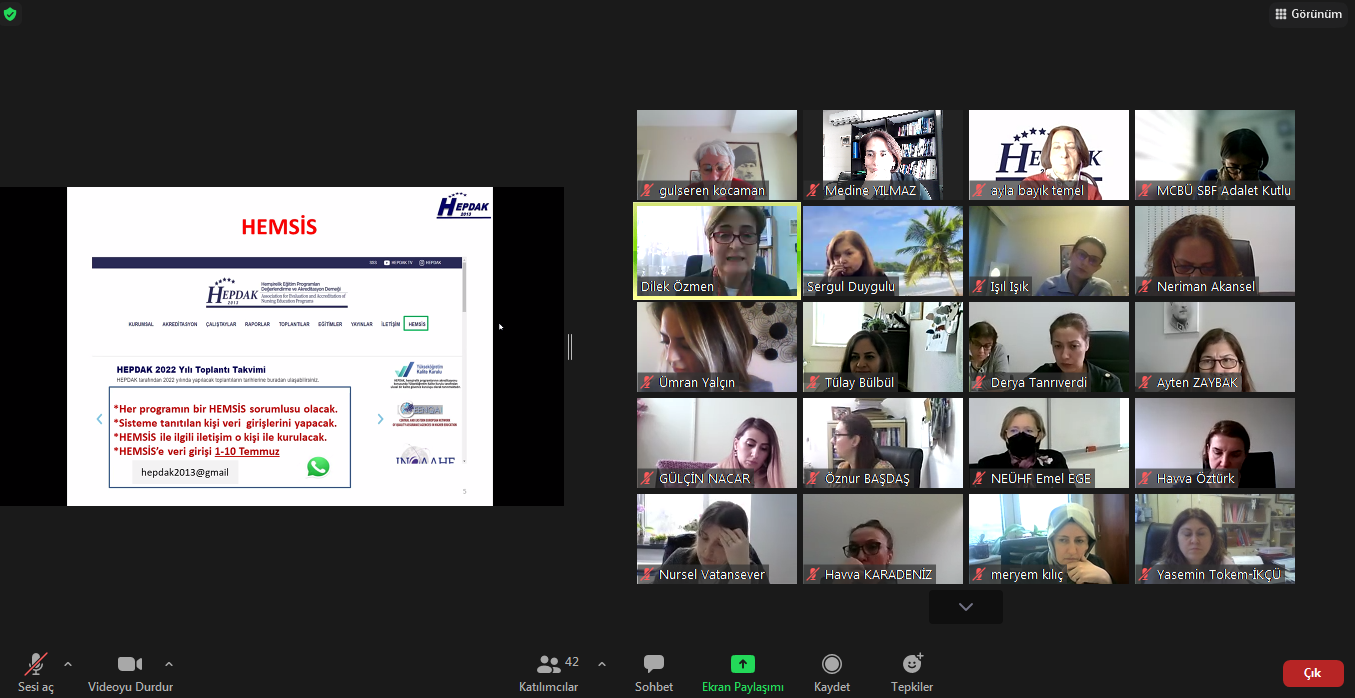 Görünüm
HEPDAK
2013
HEMSİS
SSS HEPDAK TV HEPDAK
HEPDAK
2013
Hemşirelik Eğitim Programları
Değerlendirme ve Akreditasyon Derneği
Association for Evaluation and Accreditation of
Nursing Education Programs
KURUMSAL AKREDİTASYON ÇALIŞTAYLAR RAPORLAR TOPLANTILAR EĞİTİMLER YAYINLAR İLETİŞİM HEMSİS
HEPDAK 2022 Yılı Toplantı Takvimi
HEPDAK tarafından 2022 yılında yapılacak toplantıların tarihlerine buradan ulaşabilirsiniz.
Yükseköğretim
Kalite Kurulu
*Her programın bir HEMSİS sorumlusu olacak.
*Sisteme tanıtılan kişi veri girişlerini yapacak.
*HEMSİS ile ilgili iletişim o kişi ile kurulacak.
*HEMSİS'e veri girişi 1-10 Temmuz
hepdak2013@gmail
CEENQA
INQAAHE
5
gulseren kocaman
Medine YILMAZ
HEPDAK
ayla bayık temel
MCBÜ SBF Adalet Kutlu
Dilek Özmen
Sergul Duygulu
Işıl Işık
Neriman Akansel
Ümran Yalçın
Tülay Bülbül
Derya Tanrıverdi
Ayten ZAYBAK
GÜLÇİN NACAR
Öznur BAŞDAŞ
NEÜHF Emel EGE
Havva Öztürk
Nursel Vatansever
Havva KARADENİZ
meryem kılıç
Yasemin Tokem-İKÇÜ
Sesi aç
Videoyu Durdur
42
Katılımcılar
Sohbet
Ekran Paylaşımı
Kaydet
Tepkiler
Çık